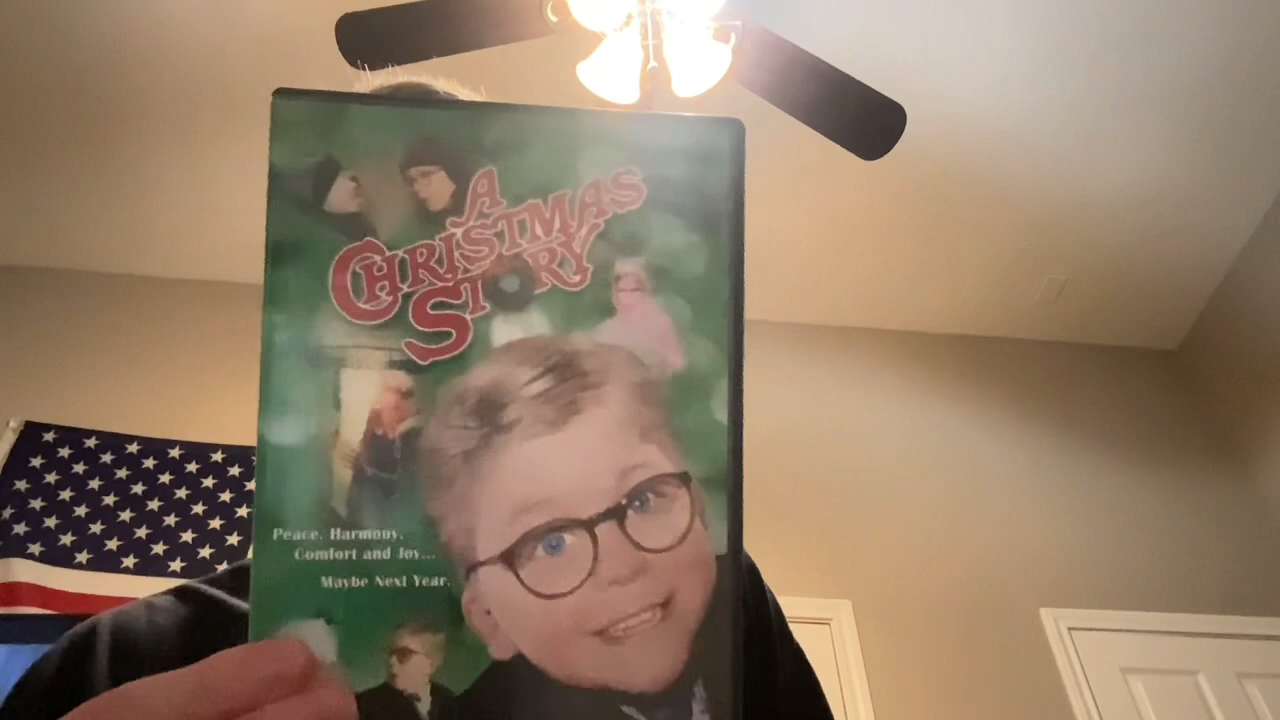 A
CHRISTMAS
STORY
Peace. Harmony.
Comfort and Joy...
Maybe Next Year.